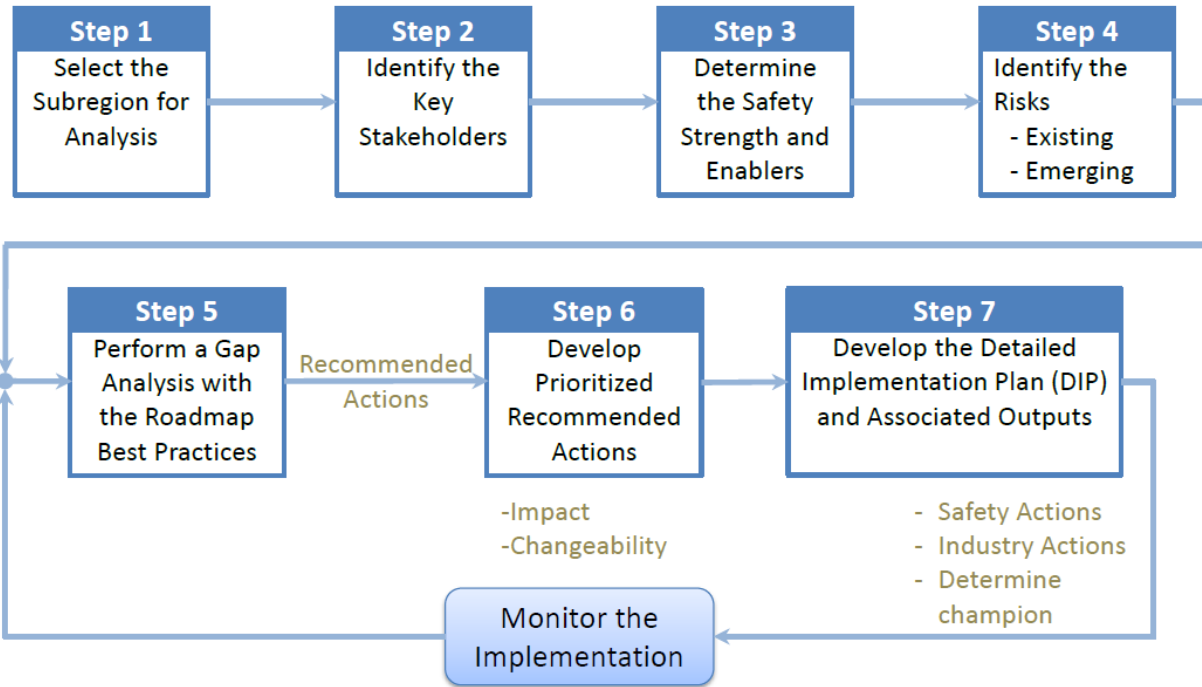 Step 1
Select the
Subregion for
Analysis
Step 2
Identify the
Key
Stakeholders
Step 3
Determine
the Safety
Strength and
Enablers
Step 4
Identify the
Risks
- Existing
- Emerging
Step 5
Perform a Gap
Analysis with
the Roadmap
Best Practices
Recommended
Actions
Step 6
Develop
Prioritized
Recommended
Actions
-Impact
-Changeability
Step 7
Develop the Detailed
Implementation Plan (DIP)
and Associated Outputs
- Safety Actions
- Industry Actions
- Determine
champion
Monitor the
Implementation